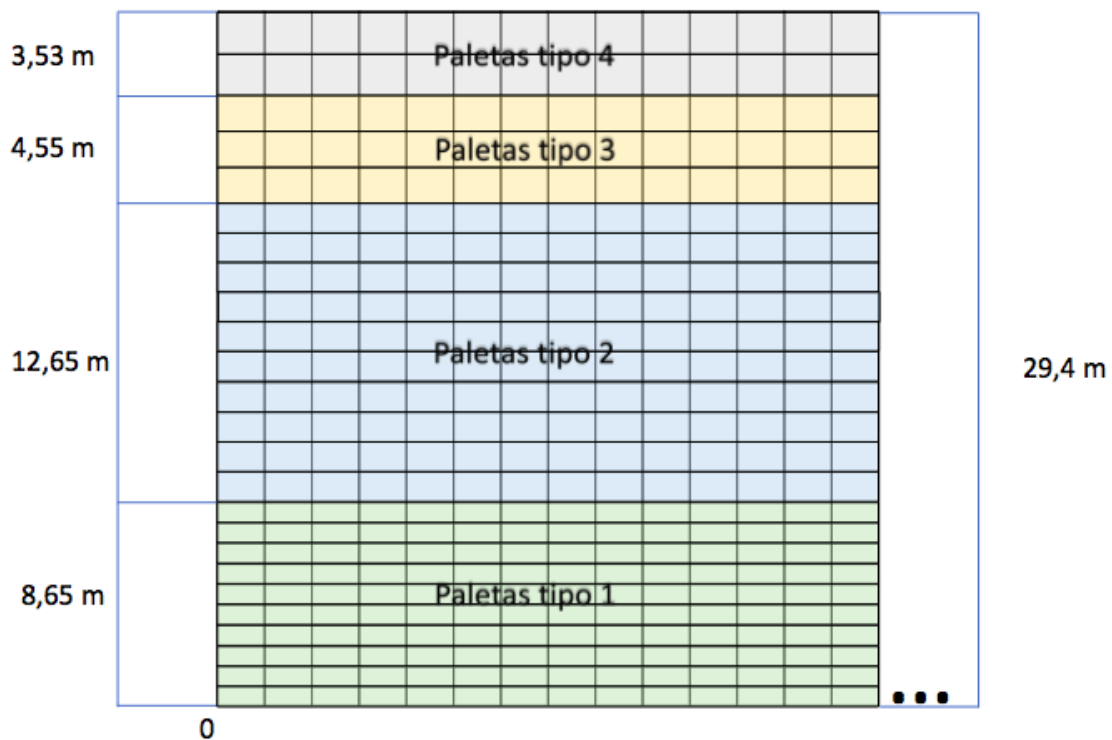 3,53 m
Paletas tipo 4
4,55 m
Paletas tipo 3
12,65 m
Paletas tipo 2
29,4 m
8,65 m
Paletas tipo 1
...
0